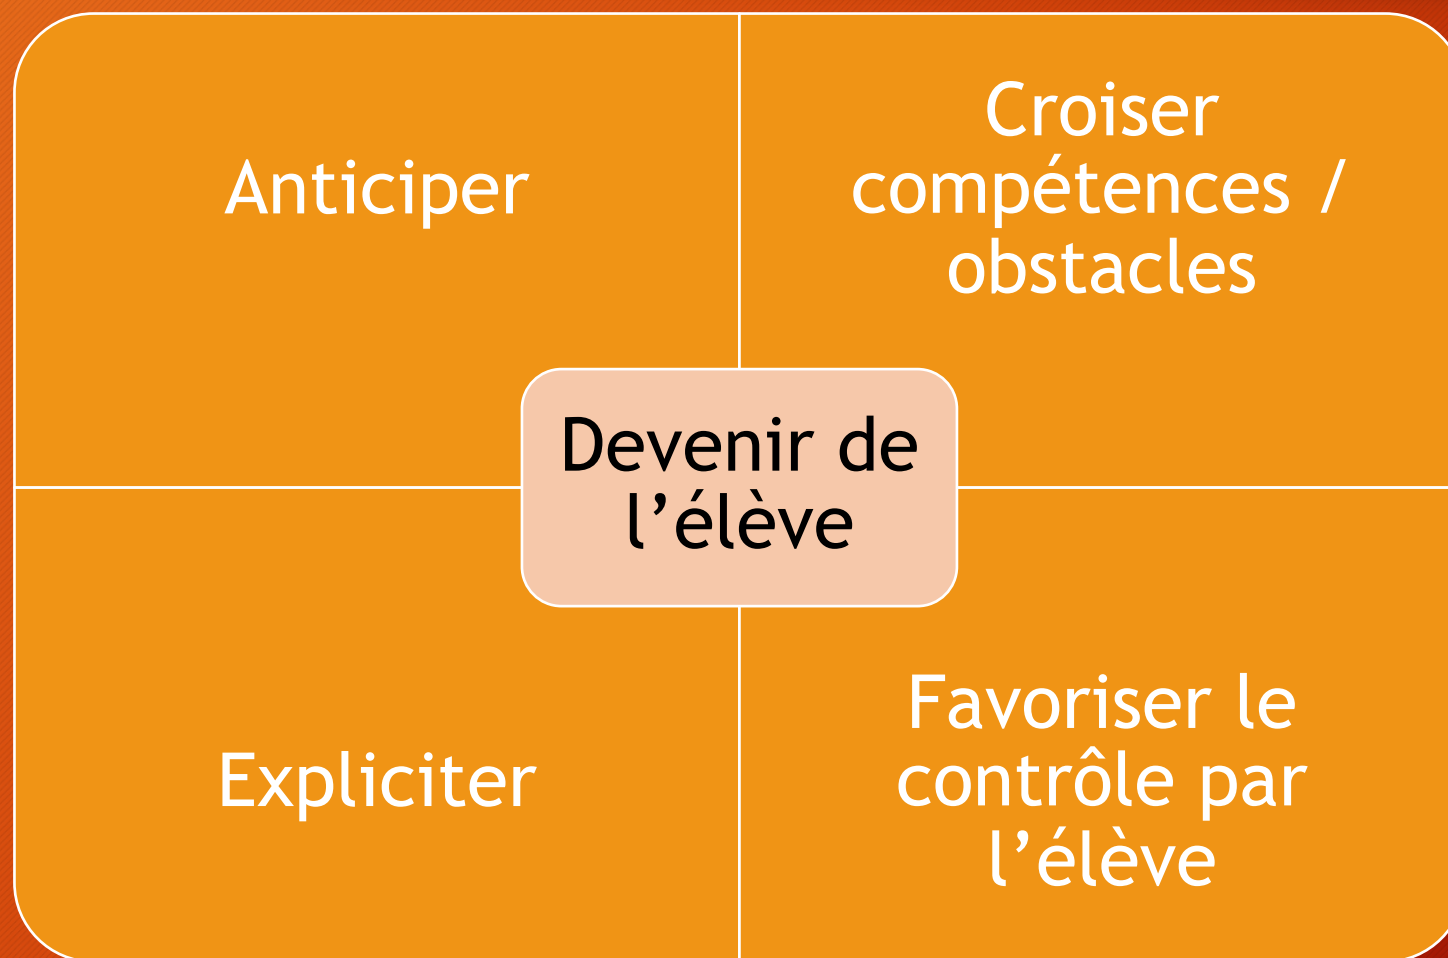 Anticiper
Croiser
compétences /
obstacles
Devenir de
l’élève
Expliciter
Favoriser le
contrôle par
l’élève